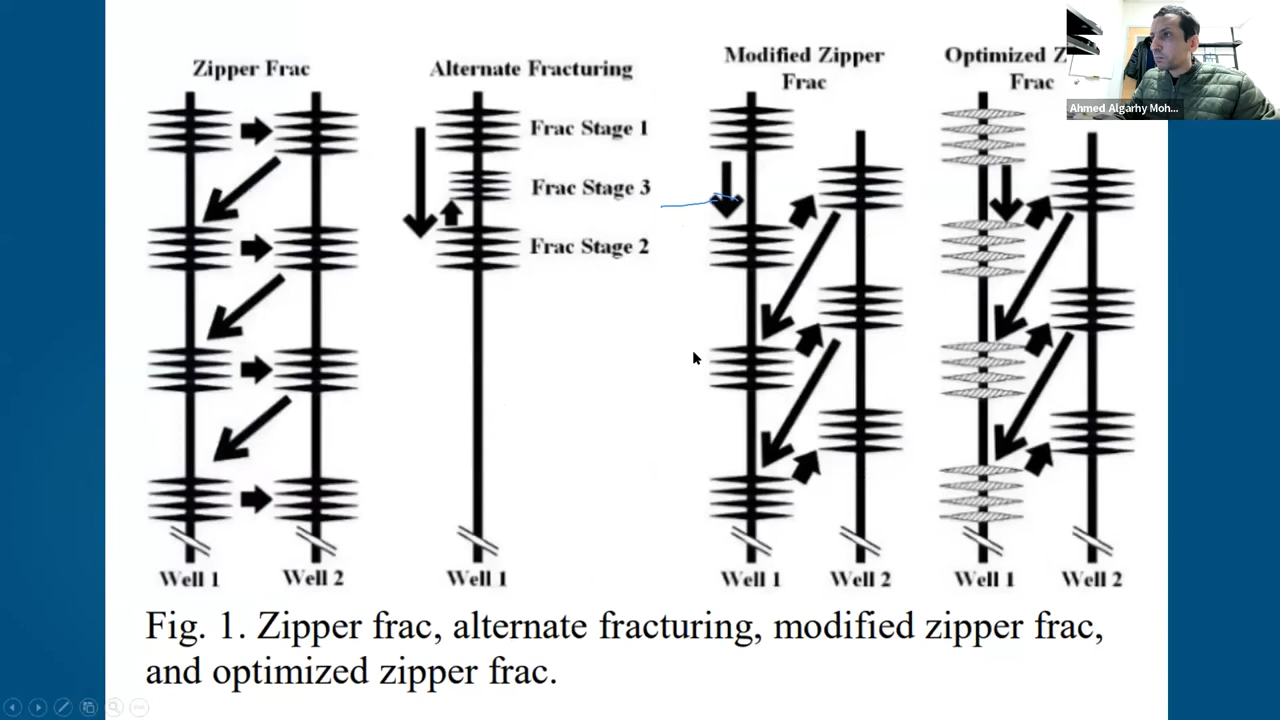 Zipper Frac
Alternate Fracturing
Frac Stage 1
Frac Stage 3
Frac Stage 2
Modified Zipper
Frac
Optimized Z
Frac
Ahmed Algarhy Moh...
Well 1
Well 2
Well 1
Well 1
Well 2
Well 1
Well 2
Fig. 1. Zipper frac, alternate fracturing, modified zipper frac,
and optimized zipper frac.